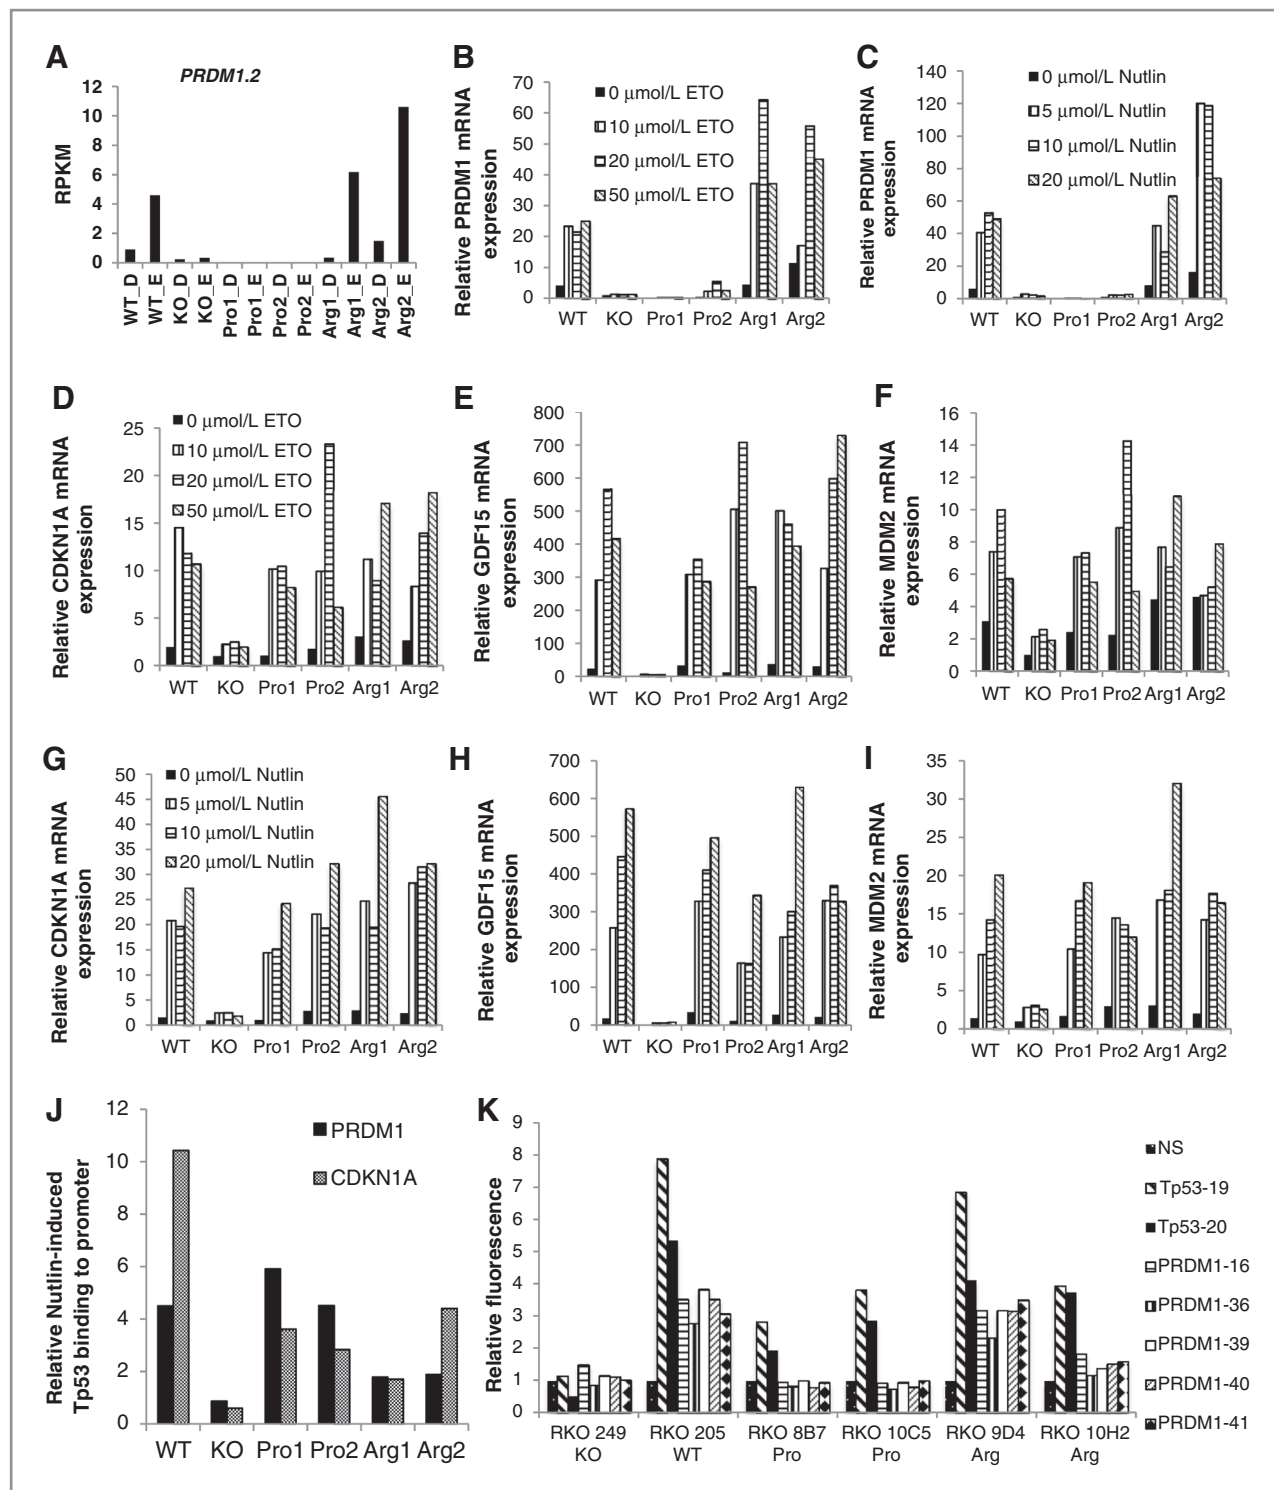 A
PRDM1.2
12
10
8
6
4
2
0
RPKM
WT_D
WT_E
KO_D
KO_E
Pro1_D
Pro1_E
Pro2_D
Pro2_E
Arg1_D
Arg1_E
Arg2_D
Arg2_E
B
Relative PRDM1 mRNA
expression
70
60
50
40
30
20
10
0
0 μmol/L ETO
10 μmol/L ETO
20 μmol/L ETO
50 μmol/L ETO
WT KO Pro1 Pro2 Arg1 Arg2
C
Relative PRDM1 mRNA
expression
140
120
100
80
60
40
20
0
0 μmol/L Nutlin
5 μmol/L Nutlin
10 μmol/L Nutlin
20 μmol/L Nutlin
WT KO Pro1 Pro2 Arg1 Arg2
D
Relative CDKN1A mRNA
expression
25
20
15
10
5
0
0 μmol/L ETO
10 μmol/L ETO
20 μmol/L ETO
50 μmol/L ETO
WT KO Pro1 Pro2 Arg1 Arg2
E
Relative GDF15 mRNA
expression
800
700
600
500
400
300
200
100
0
WT KO Pro1 Pro2 Arg1 Arg2
F
Relative MDM2 mRNA
expression
16
14
12
10
8
6
4
2
0
WT KO Pro1 Pro2 Arg1 Arg2
G
Relative CDKN1A mRNA
expression
50
45
40
35
30
25
20
15
10
5
0
0 μmol/L Nutlin
5 μmol/L Nutlin
10 μmol/L Nutlin
20 μmol/L Nutlin
WT KO Pro1 Pro2 Arg1 Arg2
H
Relative GDF15 mRNA
expression
700
600
500
400
300
200
100
0
WT KO Pro1 Pro2 Arg1 Arg2
I
Relative MDM2 mRNA
expression
35
30
25
20
15
10
5
0
WT KO Pro1 Pro2 Arg1 Arg2
J
Relative Nutlin-induced
Tp53 binding to promoter
12
10
8
6
4
2
0
PRDM1
CDKN1A
WT KO Pro1 Pro2 Arg1 Arg2
K
Relative fluorescence
9
8
7
6
5
4
3
2
1
0
RKO 249 RKO 205 RKO 8B7 RKO 10C5 RKO 9D4 RKO 10H2
KO WT Pro Pro Arg Arg
NS
Tp53-19
Tp53-20
PRDM1-16
PRDM1-36
PRDM1-39
PRDM1-40
PRDM1-41